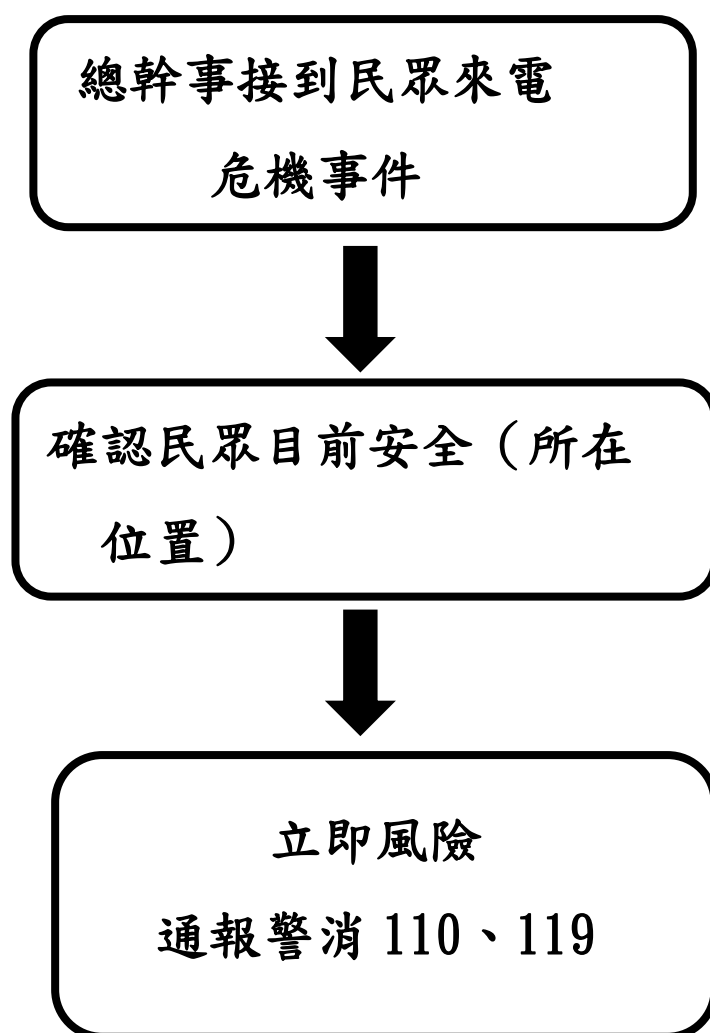 總幹事接到民眾來電
危機事件
確認民眾目前安全（所在
位置）
立即風險
通報警消 110、119